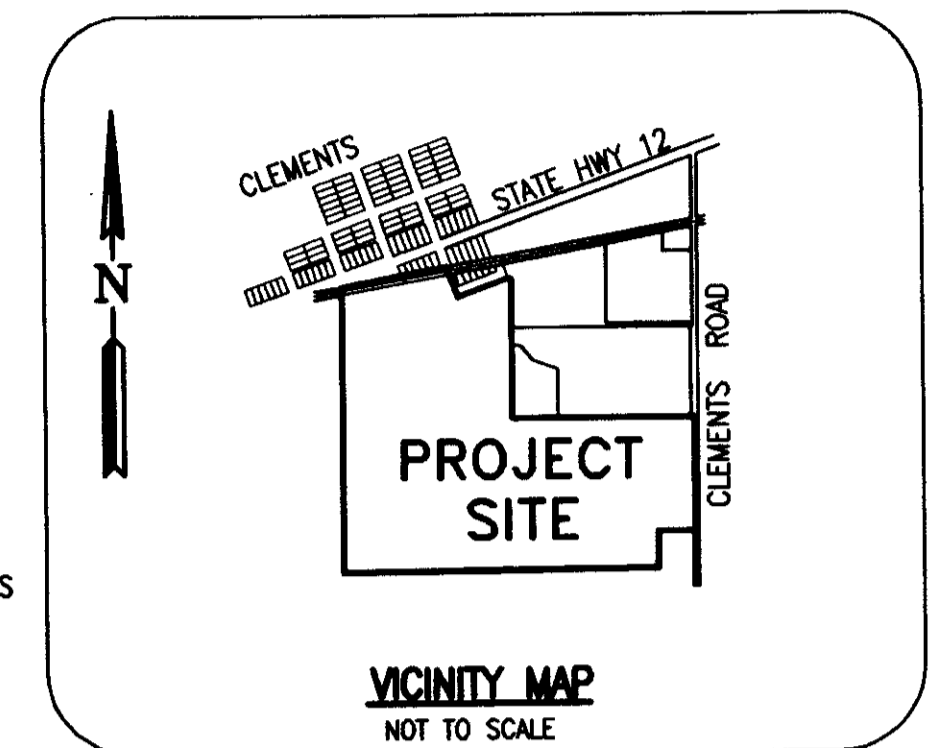 CLEMENTS
STATE HWY 12
N
CLEMENTS ROAD
PROJECT
SITE
S
VICINITY MAP
NOT TO SCALE